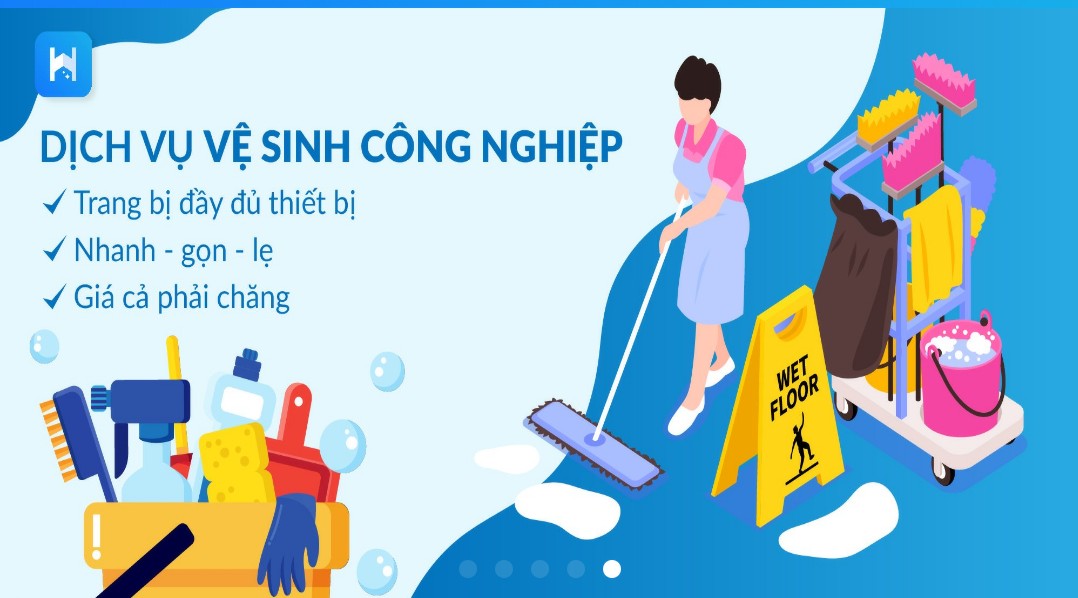 DỊCH VỤ VỆ SINH CÔNG NGHIỆP
Trang bị đầy đủ thiết bị
Nhanh - gọn - lẹ
Giá cả phải chăng
WET
FLOOR